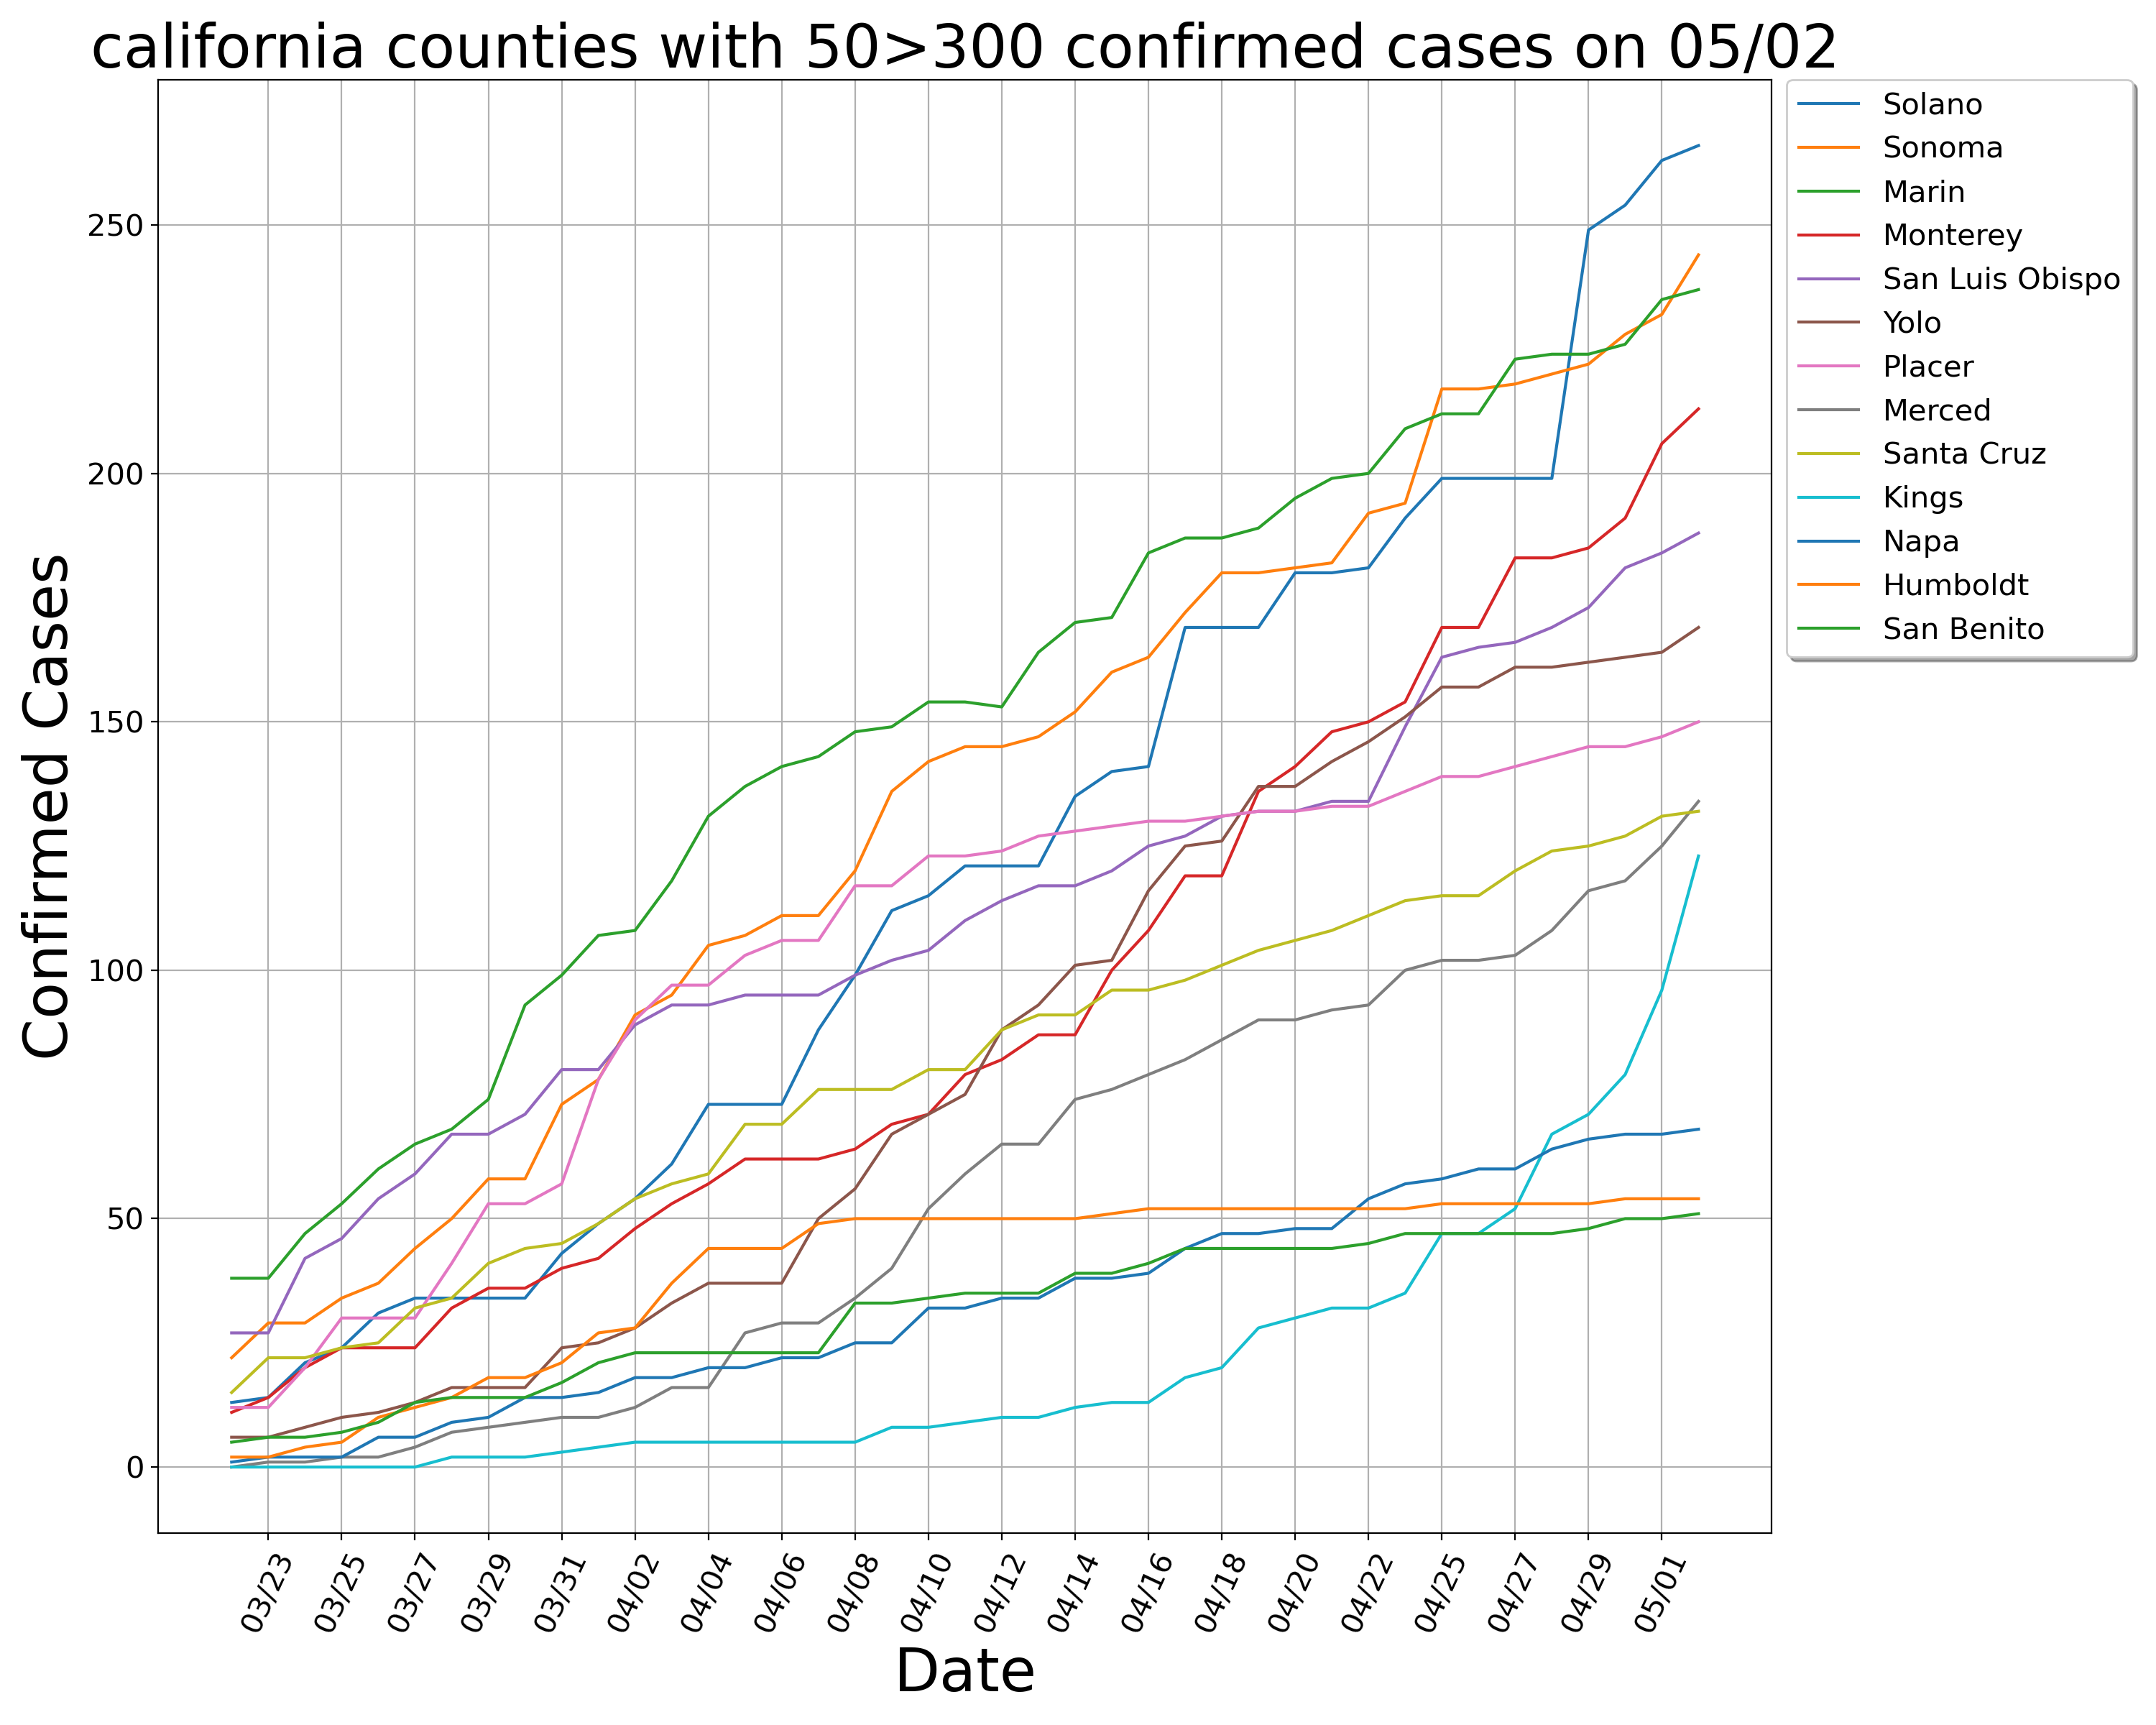 california counties with 50>300 confirmed cases on 05/02
Solano
Sonoma
Marin
Monterey
San Luis Obispo
Yolo
Placer
Merced
Santa Cruz
Kings
Napa
Humboldt
San Benito
Confirmed Cases
250
200
150
100
50
0
03/23
03/25
03/27
03/29
03/31
04/02
04/04
04/06
04/08
04/10
04/12
04/14
04/16
04/18
04/20
04/22
04/25
04/27
04/29
05/01
Date